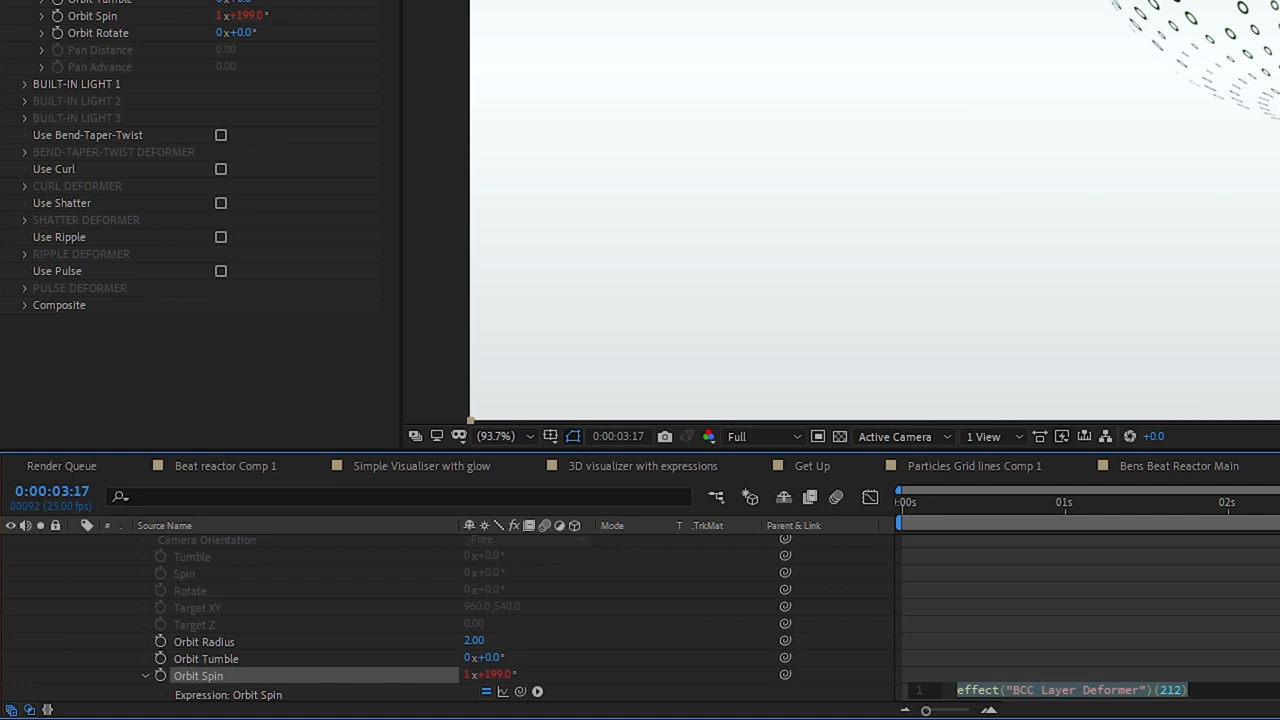 Orbit Spin 1 x+199.0°
Orbit Rotate 0 x+0.0°
Pan Distance 0.00
Pan Advance 0.00
BUILT-IN LIGHT 1
BUILT-IN LIGHT 2
BUILT-IN LIGHT 3
Use Bend-Taper-Twist
BEND-TAPER-TWIST DEFORMER
Use Curl
CURL DEFORMER
Use Shatter
SHATTER DEFORMER
Use Ripple
RIPPLE DEFORMER
Use Pulse
PULSE DEFORMER
Composite
(93.7%) 0:00:03:17 Full Active Camera 1 View +0.0
Render Queue Beat reactor Comp 1 Simple Visualiser with glow 3D visualizer with expressions Get Up Particles Grid lines Comp 1 Bens Beat Reactor Main
0:00:03:17
00092 (25.00 fps)
:00s 01s 02s
# Source Name fx Mode T .TrkMat Parent & Link
Camera Orientation Free
Tumble 0 x+0.0°
Spin 0 x+0.0°
Rotate 0 x+0.0°
Target XY 960.0,540.0
Target Z 0.00
Orbit Radius 2.00
Orbit Tumble 0 x+0.0°
Orbit Spin 1 x+199.0°
Expression: Orbit Spin 1 effect("BCC Layer Deformer")(212)